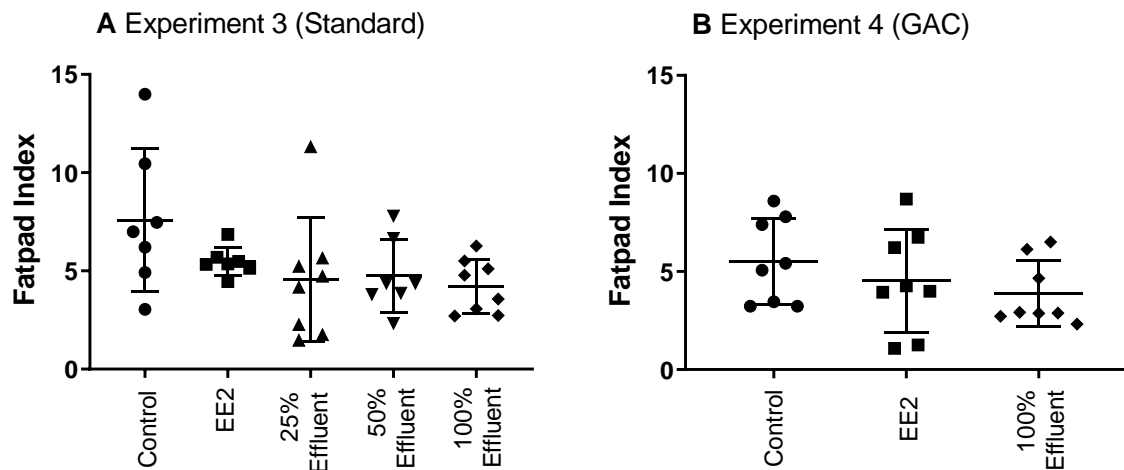 A Experiment 3 (Standard)
Fatpad Index
15
10
5
0
Control
EE2
25%
Effluent
50%
Effluent
100%
Effluent
B Experiment 4 (GAC)
Fatpad Index
15
10
5
0
Control
EE2
100%
Effluent